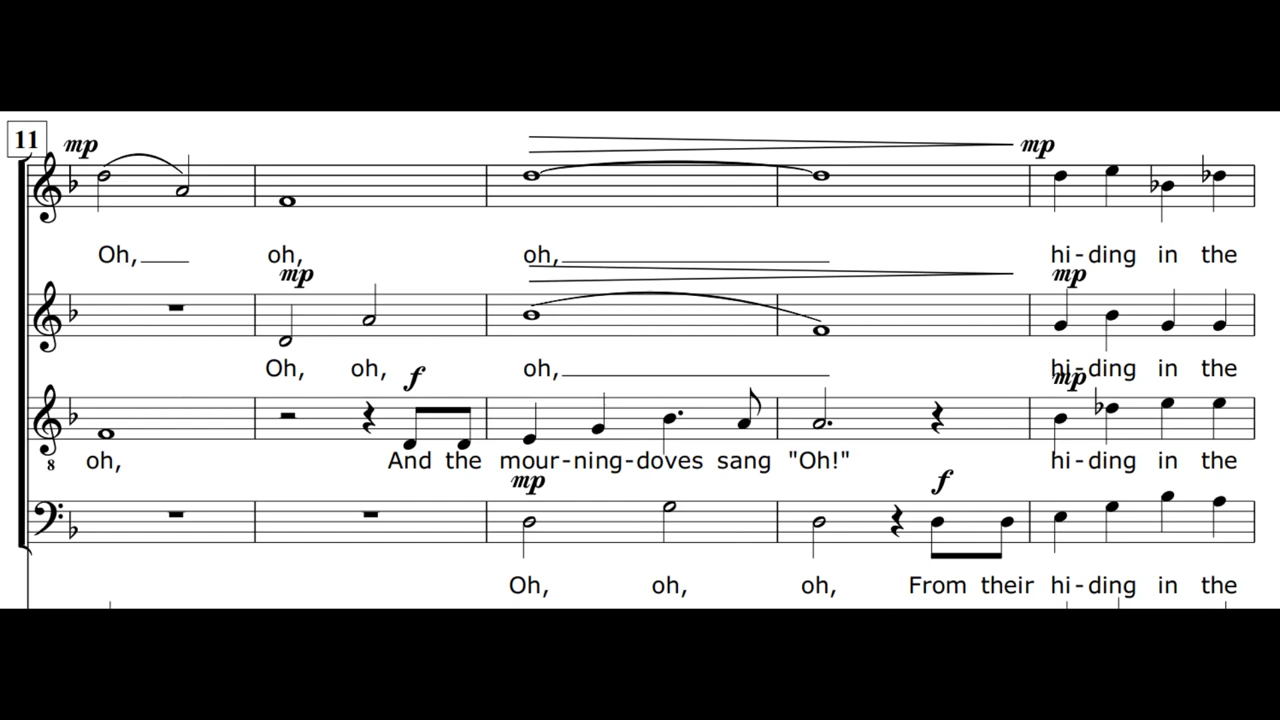 11 mp mp
Oh, oh, oh, hi-ding in the
mp mp
Oh, oh, oh, hi-ding in the
f mp
8
oh, And the mour-ning-doves sang "Oh!" hi-ding in the
mp f
Oh, oh, oh, From their hi-ding in the